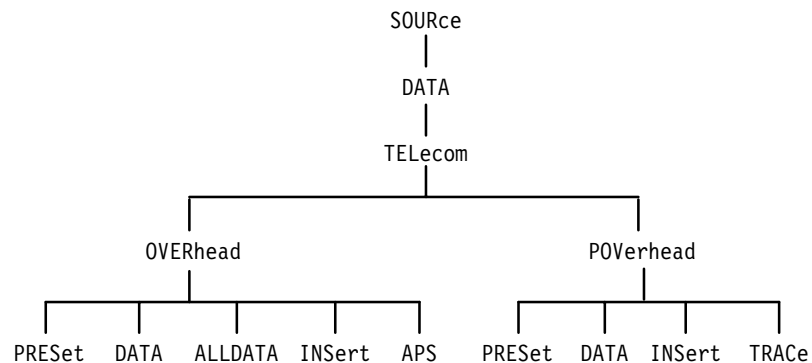 SOURce
DATA
TELecom
OVERhead POVerhead
PRESet DATA ALLDATA INSert APS PRESet DATA INSert TRACe